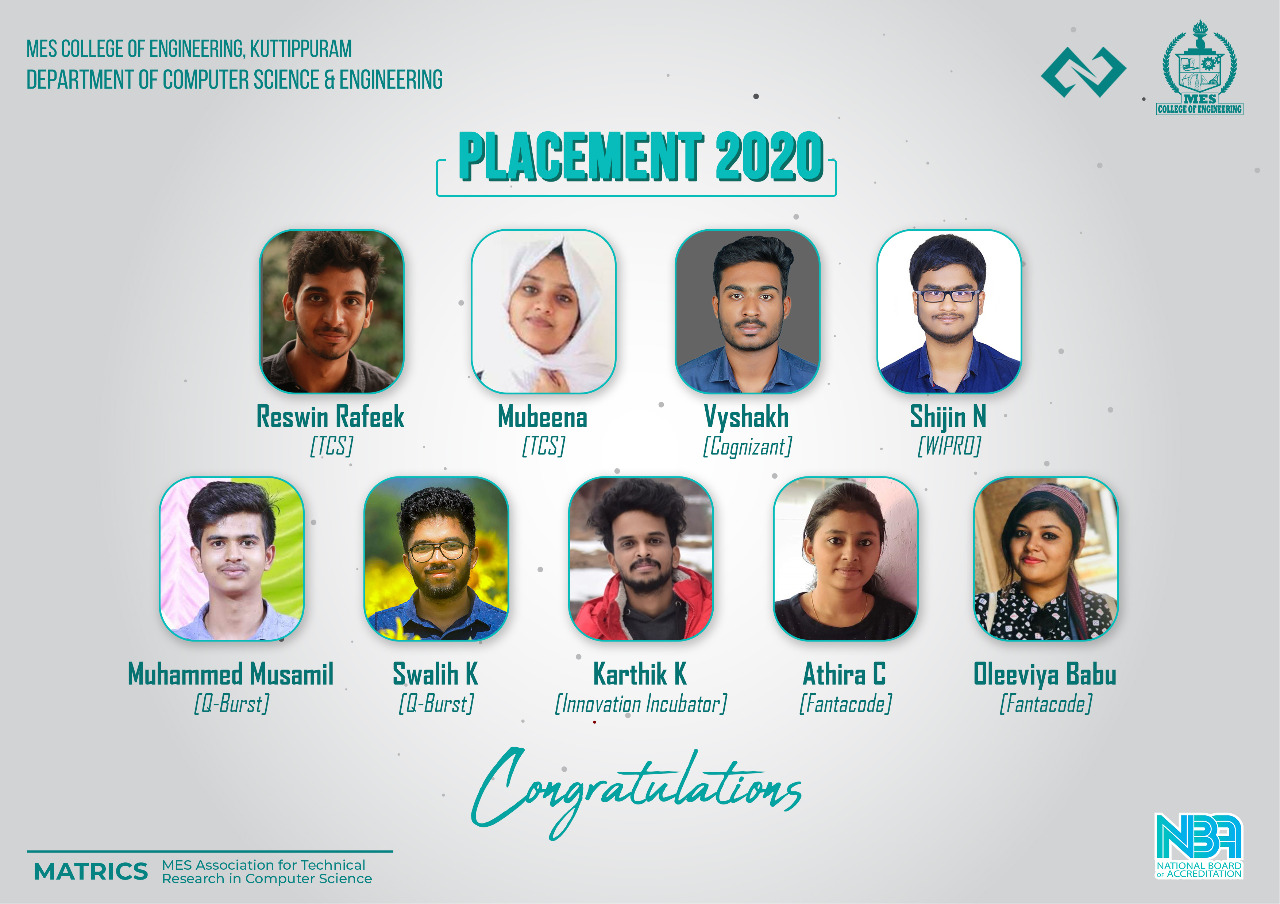 MES COLLEGE OF ENGINEERING, KUTTIPPURAM
DEPARTMENT OF COMPUTER SCIENCE & ENGINEERING
MES
COLLEGE OF ENGINEERING
PLACEMENT 2020
Reswin Rafeek
[TCS]
Mubeena
[TCS]
Vyshakh
[Cognizant]
Shijin N
[WIPRO]
Muhammed Musamil
[Q-Burst]
Swalih K
[Q-Burst]
Karthik K
[Innovation Incubator]
Athira C
[Fantacode]
Oleeviya Babu
[Fantacode]
Congratulations
MATRICS
MES Association for Technical
Research in Computer Science
NBA
NATIONAL BOARD
OF ACCREDITATION